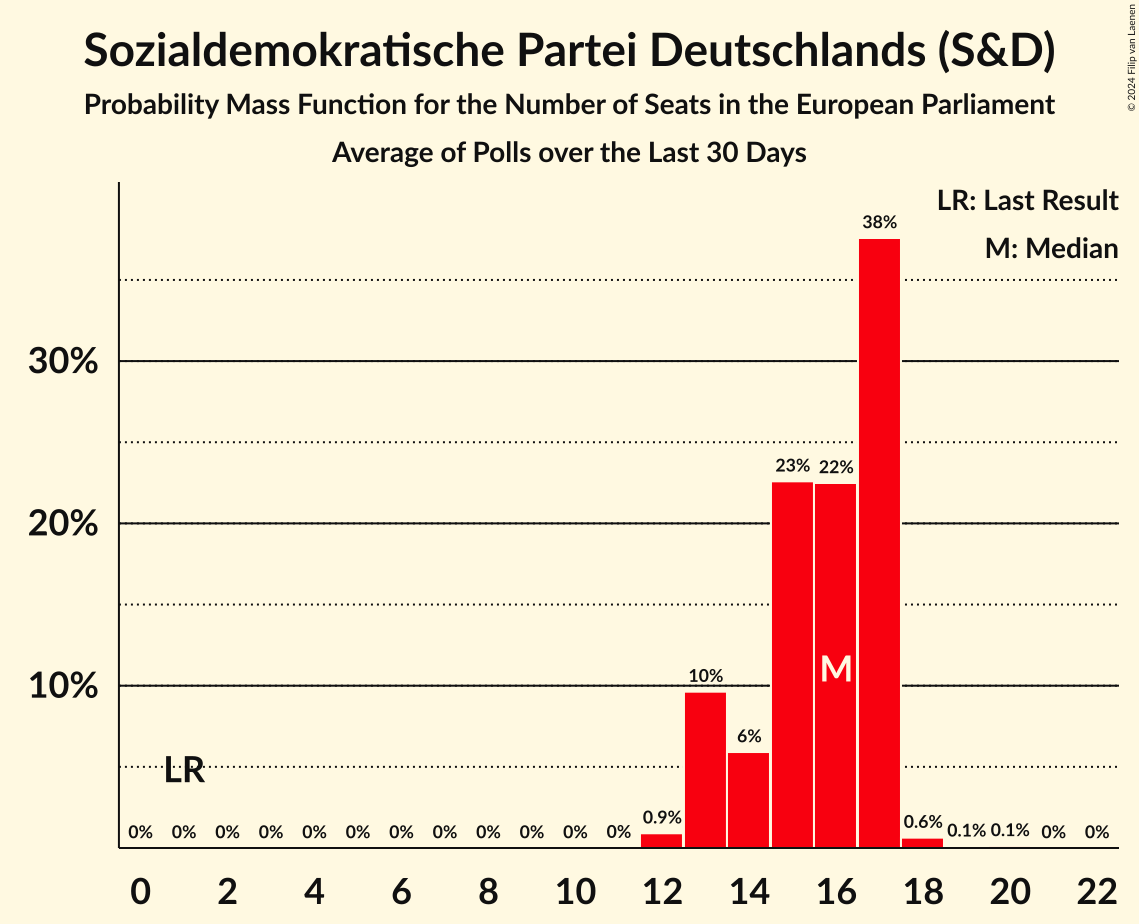 Sozialdemokratische Partei Deutschlands (S&D)
Probability Mass Function for the Number of Seats in the European Parliament
Average of Polls over the Last 30 Days
© 2024 Filip van Laenen
LR: Last Result
M: Median
38%
30%
23% 22%
20%
M
10%
10%
6%
LR
0% 0% 0% 0% 0% 0% 0% 0% 0% 0% 0% 0% 0.9% 0.6% 0.1% 0.1% 0% 0%
0 2 4 6 8 10 12 14 16 18 20 22